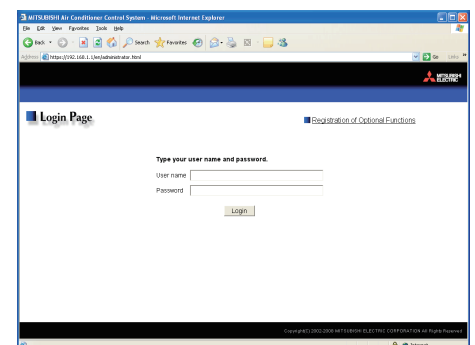 MITSUBISHI Air Conditioner Control System - Microsoft Internet Explorer
File Edit View Favorites Tools Help
Back Search Favorites
Address https://192.168.1.1/en/administrator.html Go Links
MITSUBISHI
ELECTRIC
Login Page
Registration of Optional Functions
Type your user name and password.
User name
Password
Login
Copyright(C) 2002-2008 MITSUBISHI ELECTRIC CORPORATION All Rights Reserved
Internet